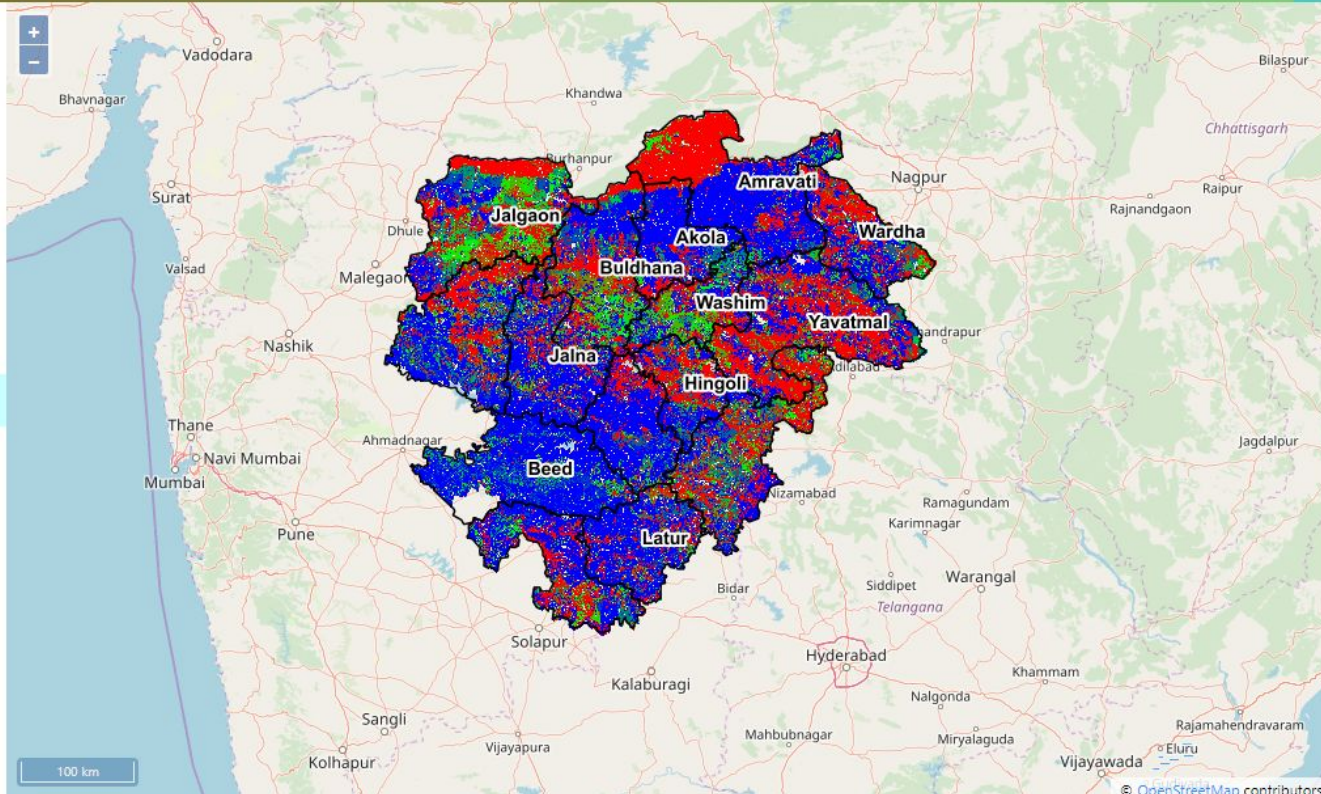 +
−
Vadodara
Bilaspur
Bhavnagar
Khandwa
Chhattisgarh
Burhanpur
Surat
Amravati
Nagpur
Raipur
Rajnandgaon
Jalgaon
Dhule
Akola
Wardha
Valsad
Malegaon
Buldhana
Washim
Yavatmal
Nashik
Jalna
Hingoli
Thane
Navi Mumbai
Mumbai
Ahmadnagar
Jagdalpur
Beed
Nizamabad
Ramagundam
Karimnagar
Pune
Latur
Bidar
Siddipet
Warangal
Telangana
Solapur
Hyderabad
Kalaburagi
Khammam
Nalgonda
Sangli
Rajamahendravaram
Mahbubnagar
Miryalaguda
Eluru
Kolhapur
Vijayapura
Vijayawada
100 km
© OpenStreetMap contributors